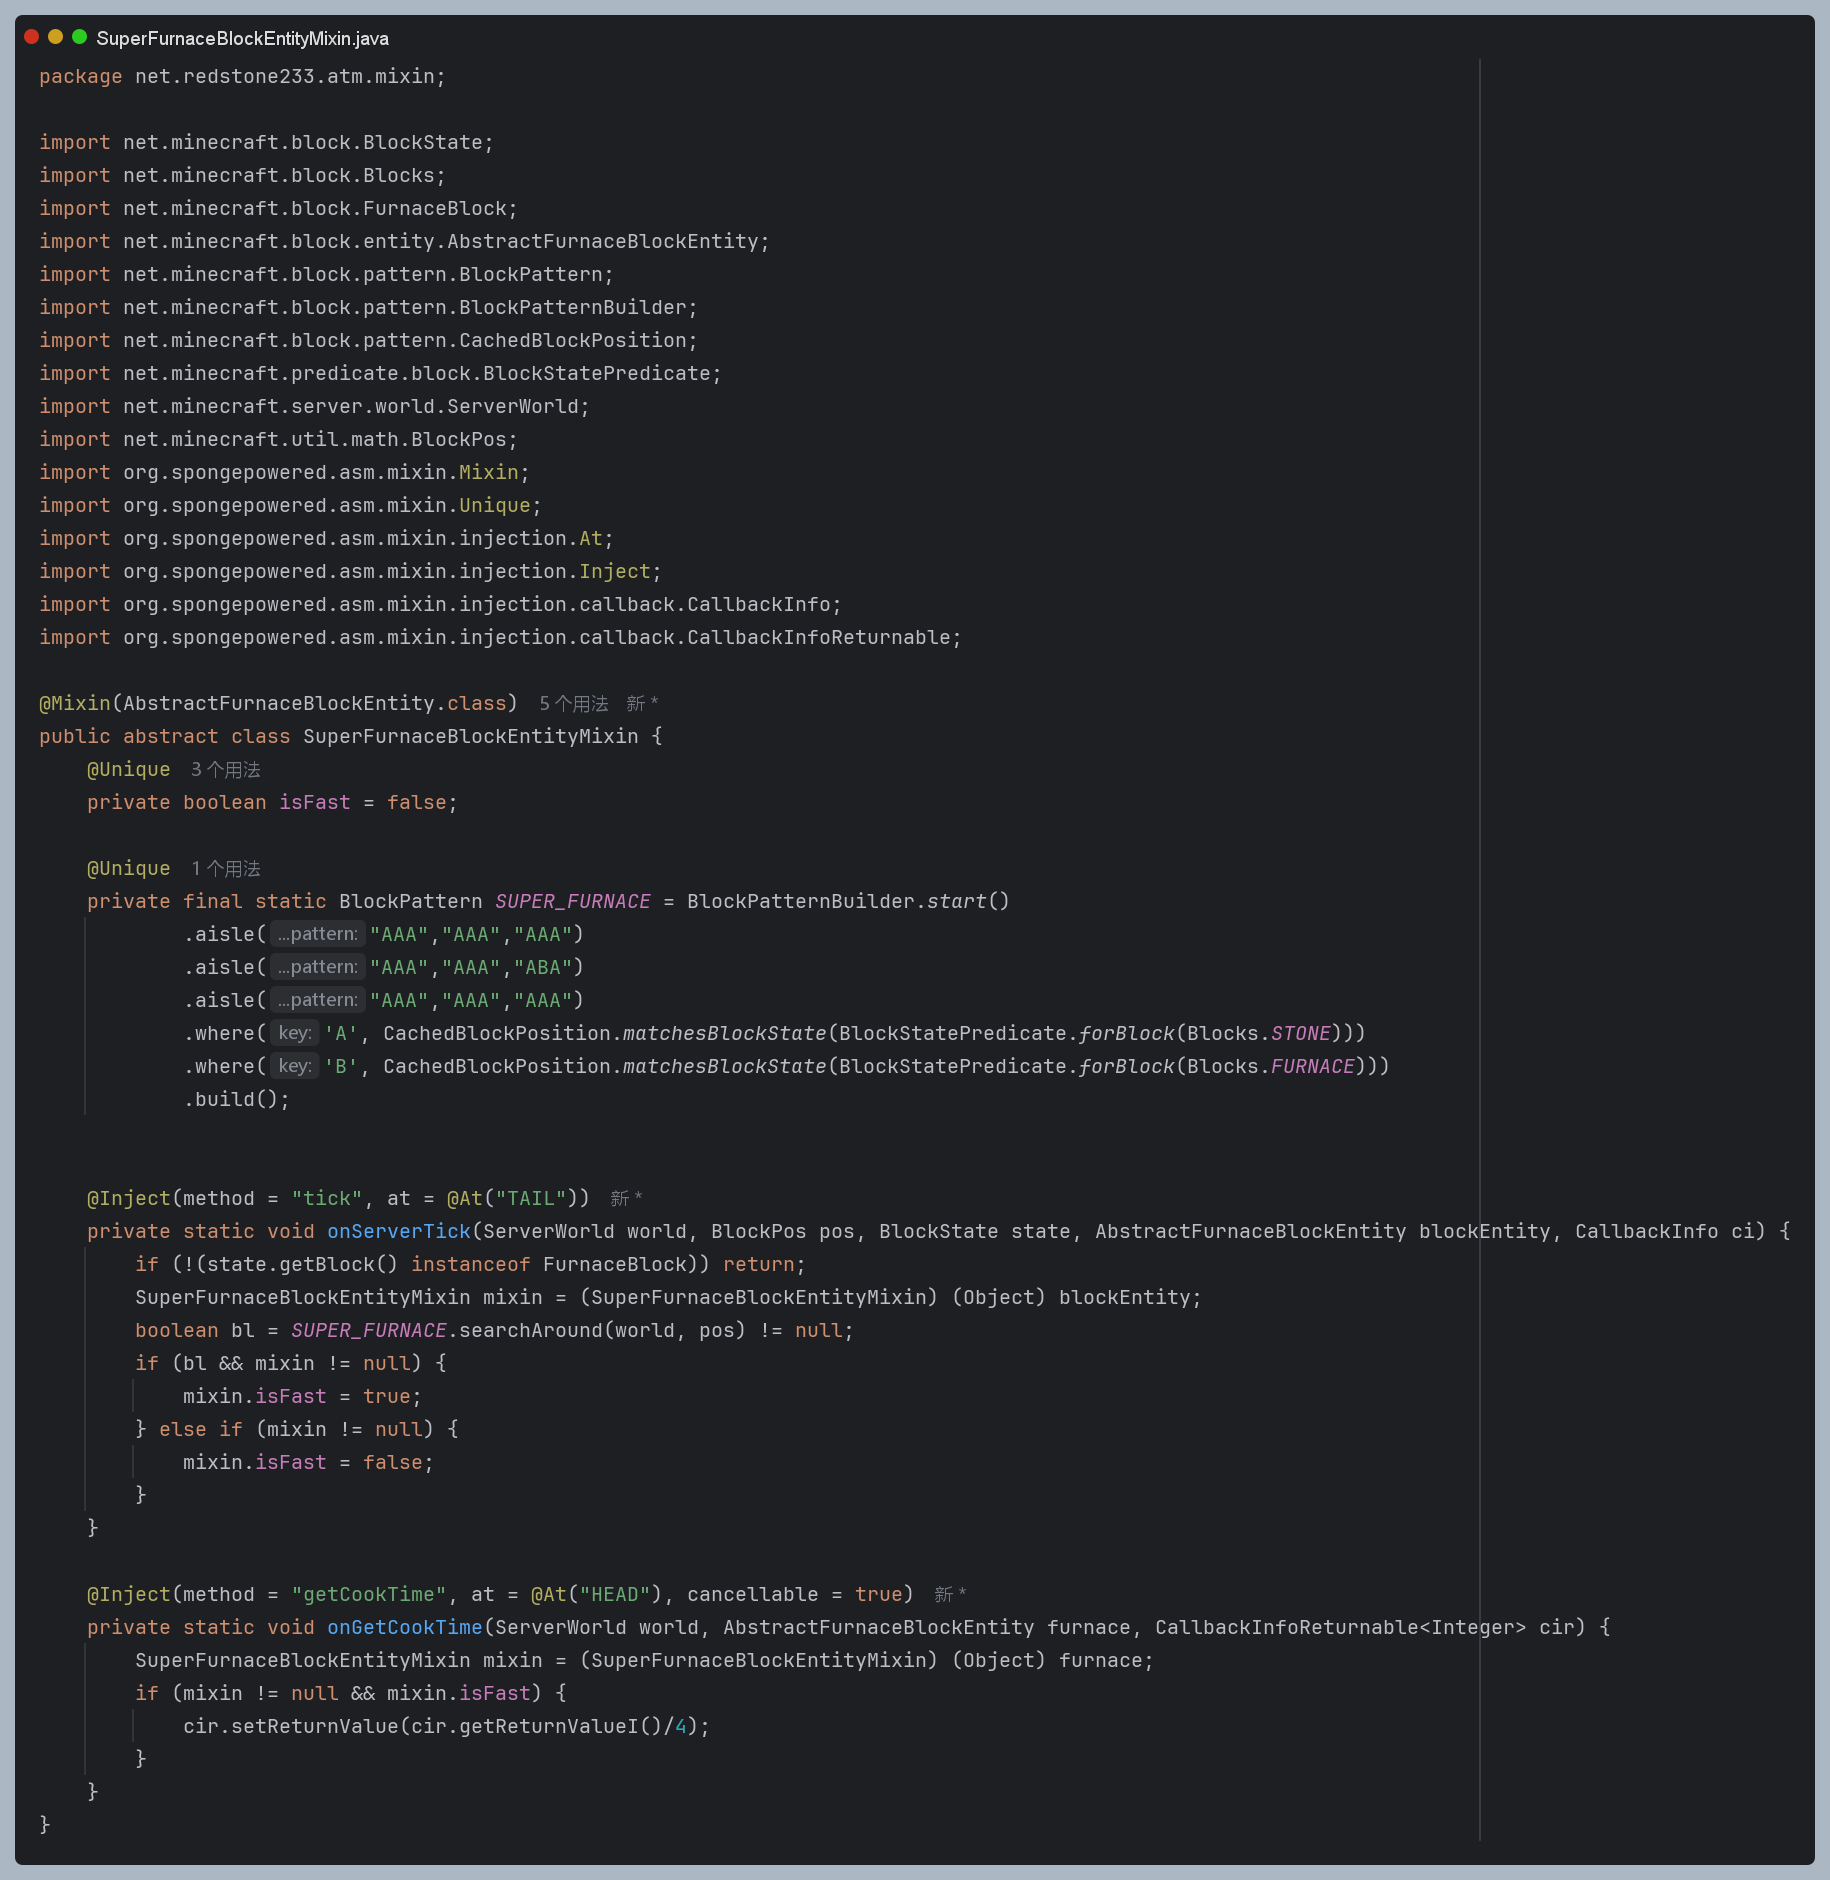 SuperFurnaceBlockEntityMixin.java
package net.redstone233.atm.mixin;

import net.minecraft.block.BlockState;
import net.minecraft.block.Blocks;
import net.minecraft.block.FurnaceBlock;
import net.minecraft.block.entity.AbstractFurnaceBlockEntity;
import net.minecraft.block.pattern.BlockPattern;
import net.minecraft.block.pattern.BlockPatternBuilder;
import net.minecraft.block.pattern.CachedBlockPosition;
import net.minecraft.predicate.block.BlockStatePredicate;
import net.minecraft.server.world.ServerWorld;
import net.minecraft.util.math.BlockPos;
import org.spongepowered.asm.mixin.Mixin;
import org.spongepowered.asm.mixin.Unique;
import org.spongepowered.asm.mixin.injection.At;
import org.spongepowered.asm.mixin.injection.Inject;
import org.spongepowered.asm.mixin.injection.callback.CallbackInfo;
import org.spongepowered.asm.mixin.injection.callback.CallbackInfoReturnable;

@Mixin(AbstractFurnaceBlockEntity.class) 5 个用法 新 *
public abstract class SuperFurnaceBlockEntityMixin {
    @Unique 3 个用法
    private boolean isFast = false;

    @Unique 1 个用法
    private final static BlockPattern SUPER_FURNACE = BlockPatternBuilder.start()
            .aisle( ...pattern: "AAA","AAA","AAA")
            .aisle( ...pattern: "AAA","AAA","ABA")
            .aisle( ...pattern: "AAA","AAA","AAA")
            .where( key: 'A', CachedBlockPosition.matchesBlockState(BlockStatePredicate.forBlock(Blocks.STONE)))
            .where( key: 'B', CachedBlockPosition.matchesBlockState(BlockStatePredicate.forBlock(Blocks.FURNACE)))
            .build();

    @Inject(method = "tick", at = @At("TAIL")) 新 *
    private static void onServerTick(ServerWorld world, BlockPos pos, BlockState state, AbstractFurnaceBlockEntity blockEntity, CallbackInfo ci) {
        if (!(state.getBlock() instanceof FurnaceBlock)) return;
        SuperFurnaceBlockEntityMixin mixin = (SuperFurnaceBlockEntityMixin) (Object) blockEntity;
        boolean bl = SUPER_FURNACE.searchAround(world, pos) != null;
        if (bl && mixin != null) {
            mixin.isFast = true;
        } else if (mixin != null) {
            mixin.isFast = false;
        }
    }

    @Inject(method = "getCookTime", at = @At("HEAD"), cancellable = true) 新 *
    private static void onGetCookTime(ServerWorld world, AbstractFurnaceBlockEntity furnace, CallbackInfoReturnable<Integer> cir) {
        SuperFurnaceBlockEntityMixin mixin = (SuperFurnaceBlockEntityMixin) (Object) furnace;
        if (mixin != null && mixin.isFast) {
            cir.setReturnValue(cir.getReturnValueI()/4);
        }
    }
}